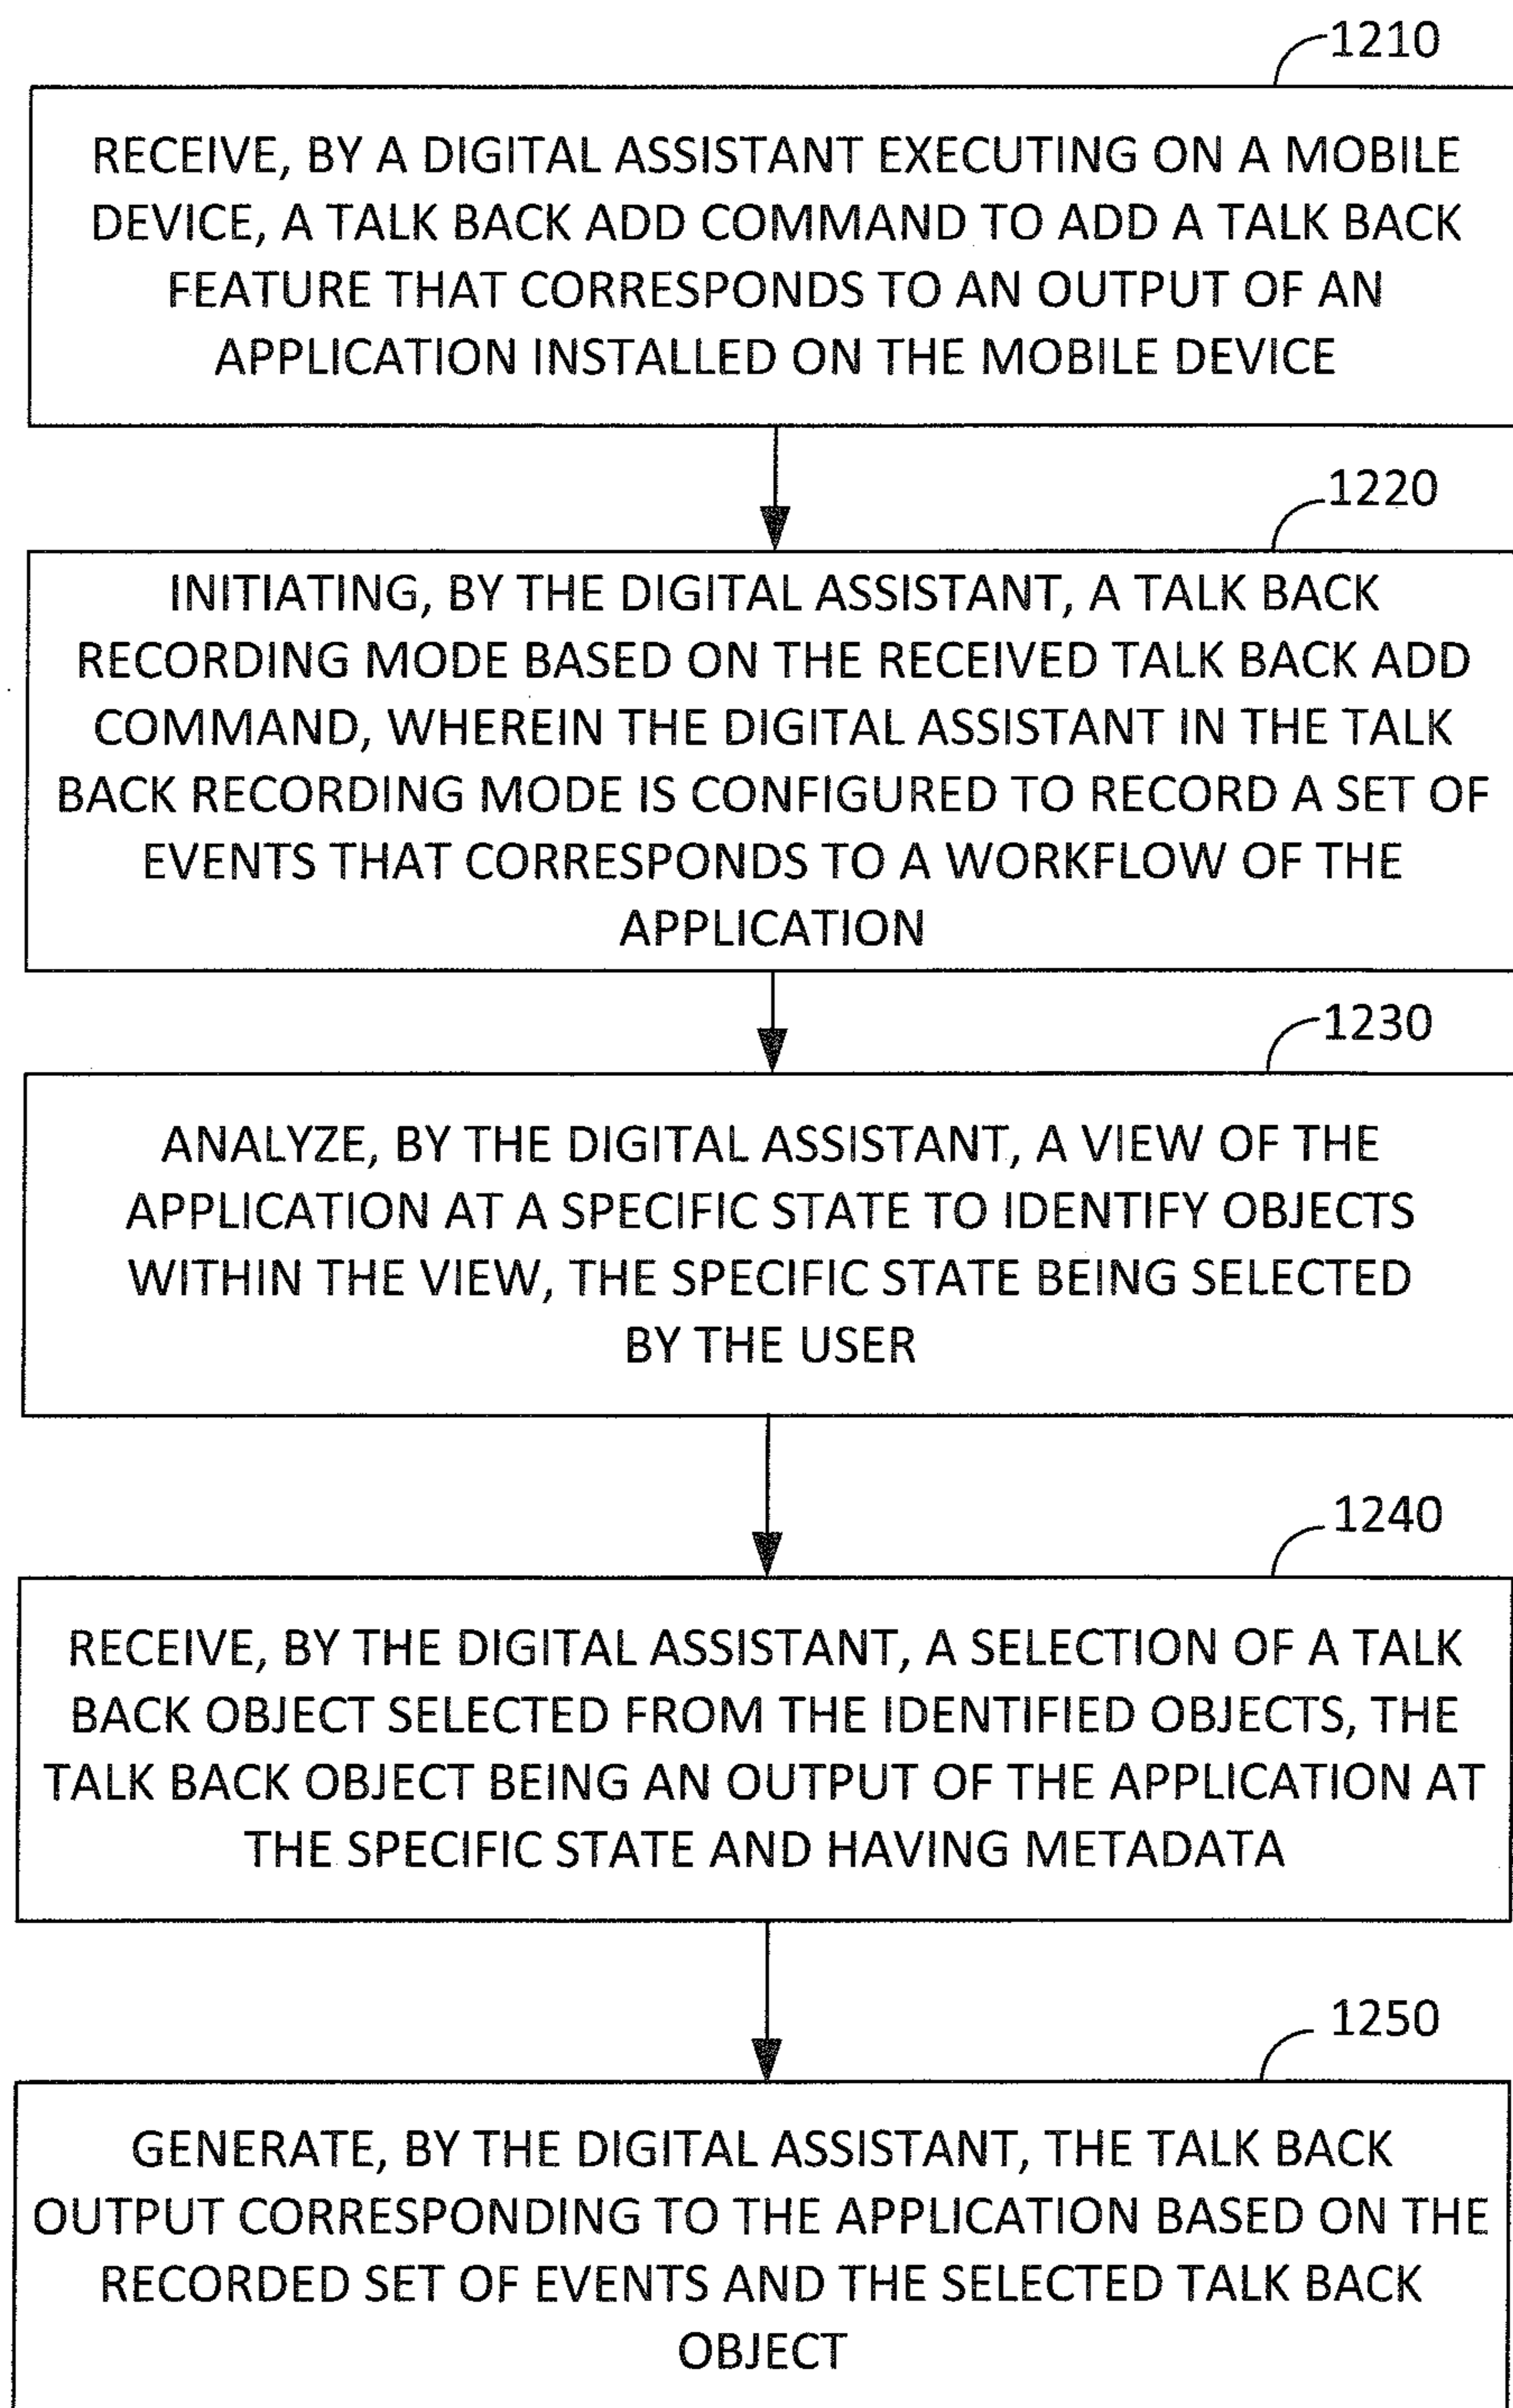 1210
RECEIVE, BY A DIGITAL ASSISTANT EXECUTING ON A MOBILE
DEVICE, A TALK BACK ADD COMMAND TO ADD A TALK BACK
FEATURE THAT CORRESPONDS TO AN OUTPUT OF AN
APPLICATION INSTALLED ON THE MOBILE DEVICE
1220
INITIATING, BY THE DIGITAL ASSISTANT, A TALK BACK
RECORDING MODE BASED ON THE RECEIVED TALK BACK ADD
COMMAND, WHEREIN THE DIGITAL ASSISTANT IN THE TALK
BACK RECORDING MODE IS CONFIGURED TO RECORD A SET OF
EVENTS THAT CORRESPONDS TO A WORKFLOW OF THE
APPLICATION
1230
ANALYZE, BY THE DIGITAL ASSISTANT, A VIEW OF THE
APPLICATION AT A SPECIFIC STATE TO IDENTIFY OBJECTS
WITHIN THE VIEW, THE SPECIFIC STATE BEING SELECTED
BY THE USER
1240
RECEIVE, BY THE DIGITAL ASSISTANT, A SELECTION OF A TALK
BACK OBJECT SELECTED FROM THE IDENTIFIED OBJECTS, THE
TALK BACK OBJECT BEING AN OUTPUT OF THE APPLICATION AT
THE SPECIFIC STATE AND HAVING METADATA
1250
GENERATE, BY THE DIGITAL ASSISTANT, THE TALK BACK
OUTPUT CORRESPONDING TO THE APPLICATION BASED ON THE
RECORDED SET OF EVENTS AND THE SELECTED TALK BACK
OBJECT